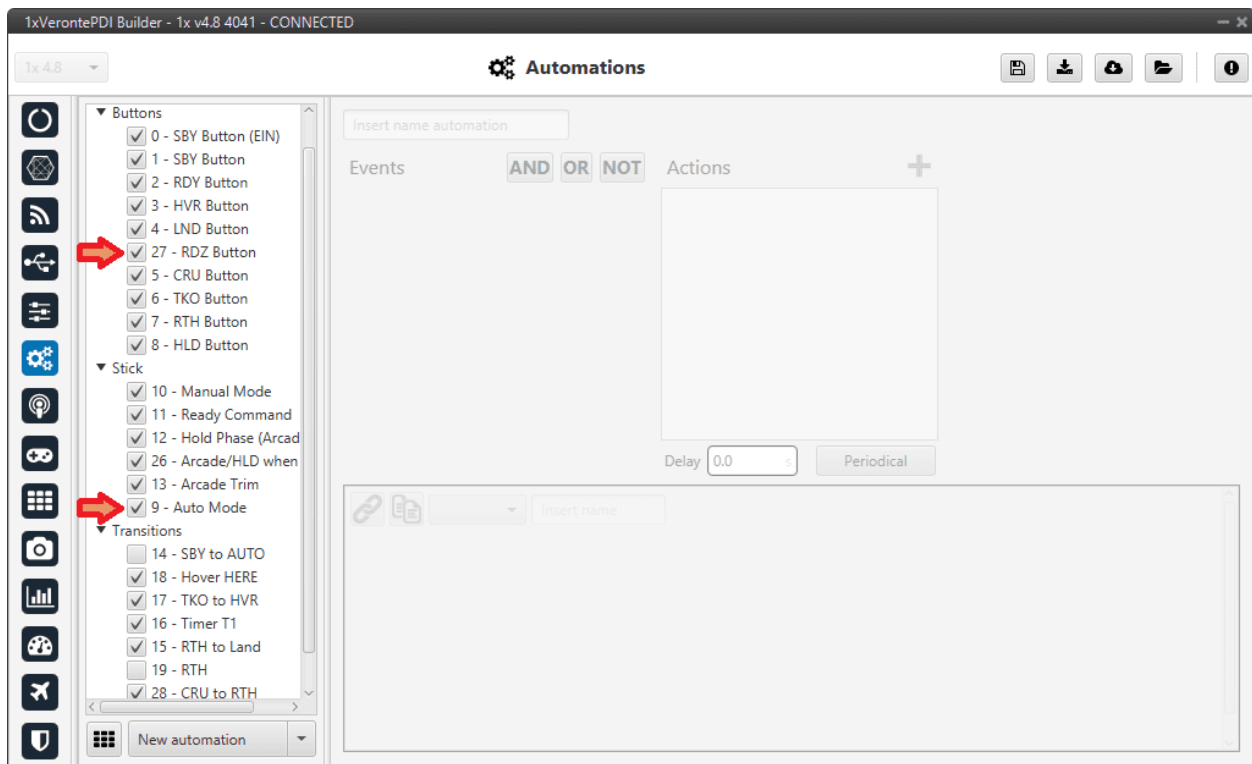 1xVerontePDI Builder - 1x v4.8 4041 - CONNECTED
1x 4.8
Automations
Buttons
0 - SBY Button (EIN)
1 - SBY Button
2 - RDY Button
3 - HVR Button
4 - LND Button
27 - RDZ Button
5 - CRU Button
6 - TKO Button
7 - RTH Button
8 - HLD Button
Stick
10 - Manual Mode
11 - Ready Command
12 - Hold Phase (Arcad
26 - Arcade/HLD when
13 - Arcade Trim
9 - Auto Mode
Transitions
14 - SBY to AUTO
18 - Hover HERE
17 - TKO to HVR
16 - Timer T1
15 - RTH to Land
19 - RTH
28 - CRU to RTH
New automation
Insert name automation
Events AND OR NOT Actions
Delay 0.0 s Periodical
Insert name